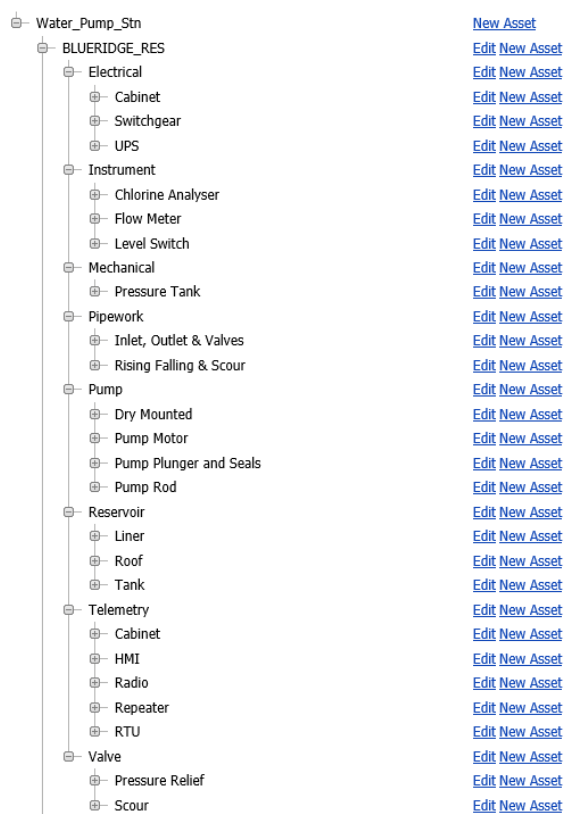 Water_Pump_Stn New Asset
BLUERIDGE_RES Edit New Asset
Electrical Edit New Asset
Cabinet Edit New Asset
Switchgear Edit New Asset
UPS Edit New Asset
Instrument Edit New Asset
Chlorine Analyser Edit New Asset
Flow Meter Edit New Asset
Level Switch Edit New Asset
Mechanical Edit New Asset
Pressure Tank Edit New Asset
Pipework Edit New Asset
Inlet, Outlet & Valves Edit New Asset
Rising Falling & Scour Edit New Asset
Pump Edit New Asset
Dry Mounted Edit New Asset
Pump Motor Edit New Asset
Pump Plunger and Seals Edit New Asset
Pump Rod Edit New Asset
Reservoir Edit New Asset
Liner Edit New Asset
Roof Edit New Asset
Tank Edit New Asset
Telemetry Edit New Asset
Cabinet Edit New Asset
HMI Edit New Asset
Radio Edit New Asset
Repeater Edit New Asset
RTU Edit New Asset
Valve Edit New Asset
Pressure Relief Edit New Asset
Scour Edit New Asset